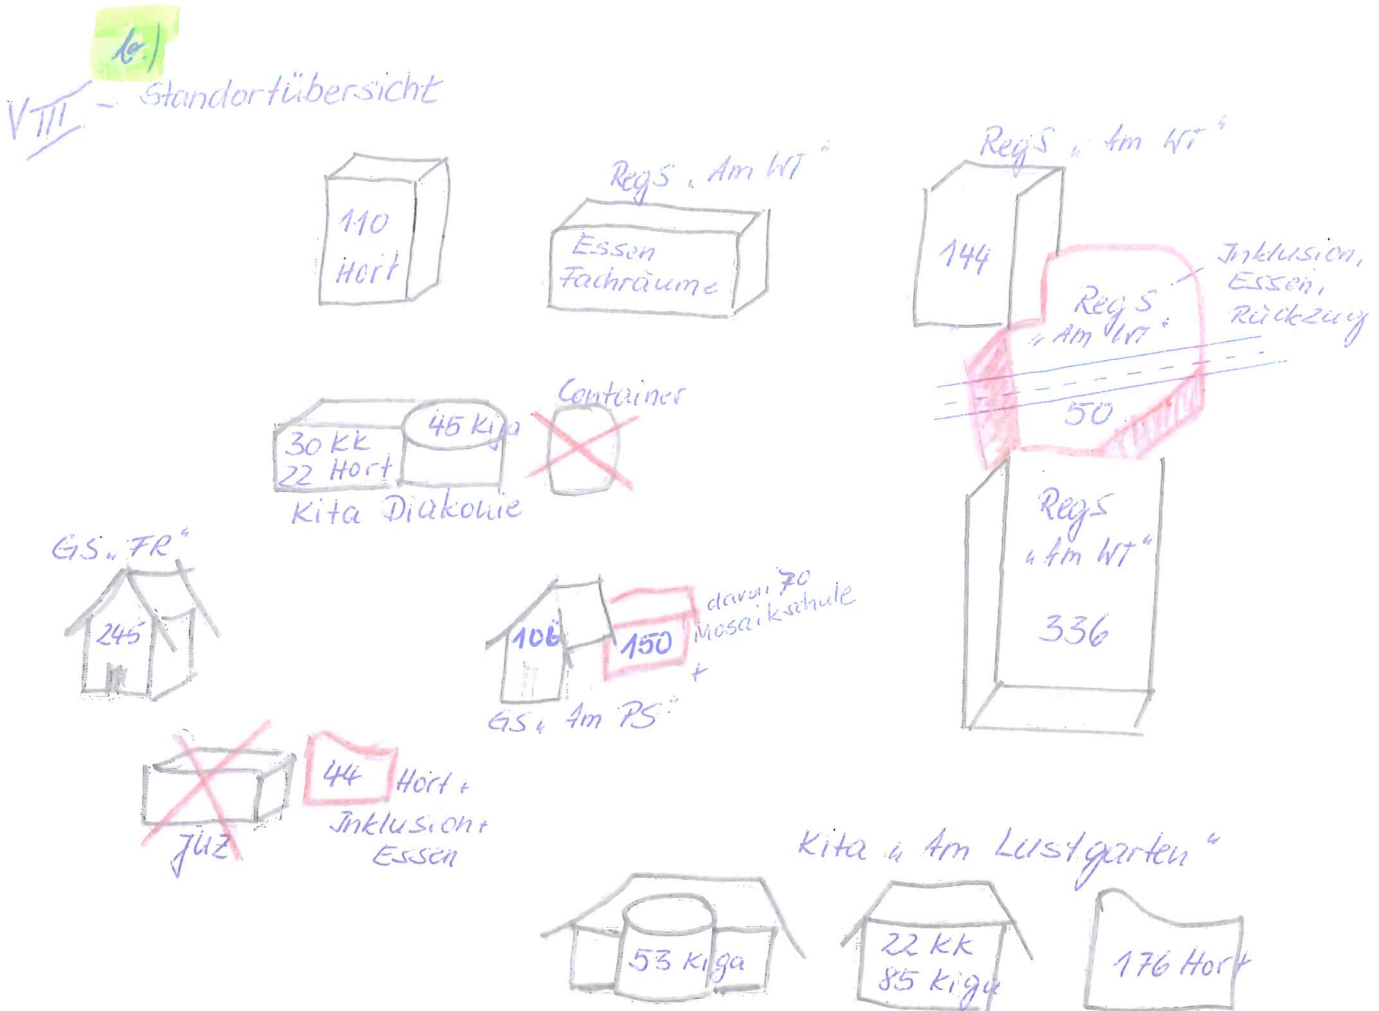 b.)
VIII - Standortübersicht
110
Hort
RegS „Am WT“
Essen
Fachräume
RegS „Am WT“
144
RegS
„Am WT“
50
Inklusion,
Essen,
Rückzug
RegS
„Am WT“
336
30 KK
22 Hort
45 Kiga
Kita Diakonie
Container
GS „FR“
245
106
150
davon 70
Mosaikschule
+
GS „Am PS“
JUZ
44
Hort +
Inklusion +
Essen
Kita „Am Lustgarten“
53 Kiga
22 KK
85 Kiga
176 Hort